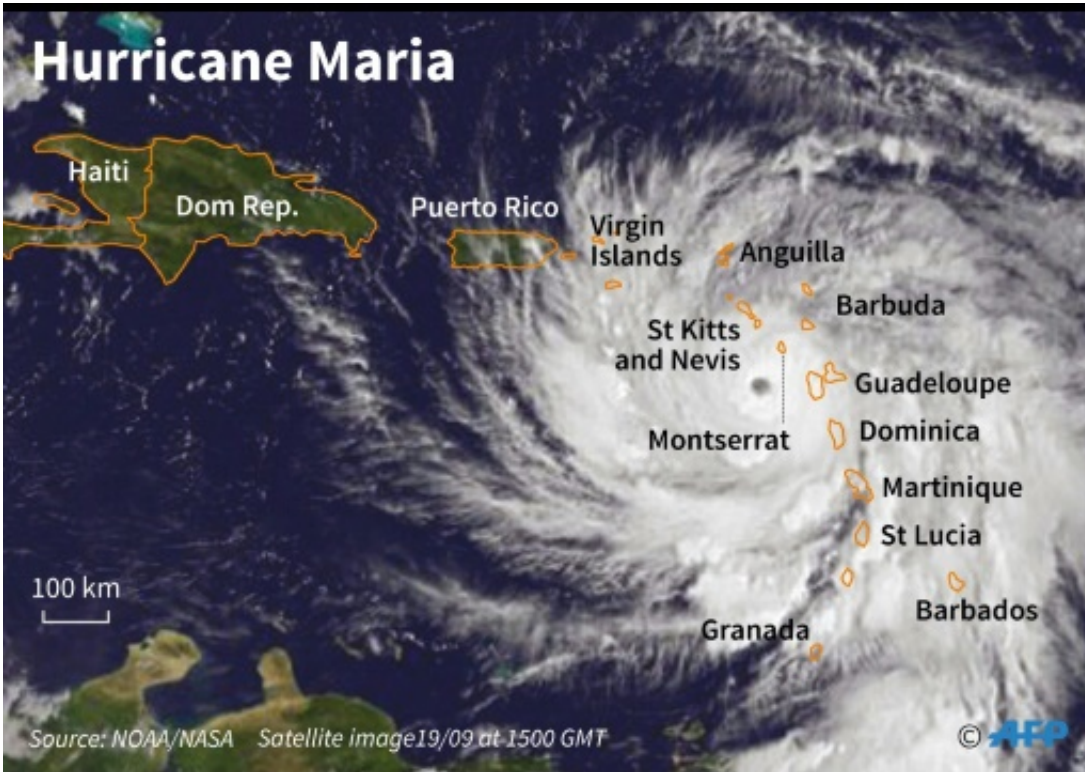 Hurricane Maria
Haiti
Dom Rep.
Puerto Rico
Virgin
Islands
Anguilla
Barbuda
St Kitts
and Nevis
Guadeloupe
Montserrat
Dominica
Martinique
St Lucia
100 km
Barbados
Granada
Source: NOAA/NASA Satellite image19/09 at 1500 GMT
© AFP